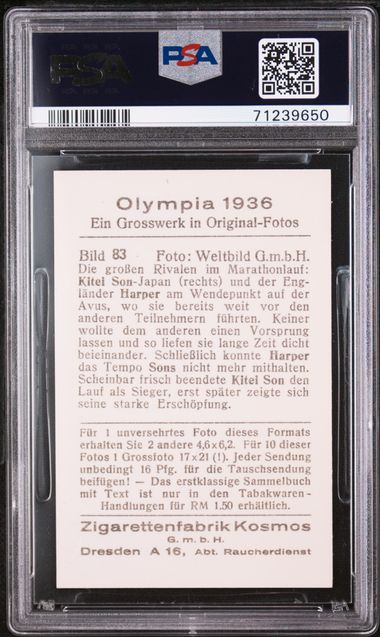 PSA
PSA
71239650
Olympia 1936
Ein Grosswerk in Original-Fotos
Bild 83 Foto: Weltbild G.m.b.H.
Die großen Rivalen im Marathonlauf:
Kitei Son-Japan (rechts) und der Eng-
länder Harper am Wendepunkt auf der
Avus, wo sie bereits weit vor den
anderen Teilnehmern führten. Keiner
wollte dem anderen einen Vorsprung
lassen und so liefen sie lange Zeit dicht
beieinander. Schließlich konnte Harper
das Tempo Sons nicht mehr mithalten.
Scheinbar frisch beendete Kitei Son den
Lauf als Sieger, erst später zeigte sich
seine starke Erschöpfung.
Für 1 unversehrtes Foto dieses Formats
erhalten Sie 2 andere 4,6x6,2. Für 10 dieser
Fotos 1 Grossfoto 17x21 (!). Jeder Sendung
unbedingt 16 Pfg. für die Tauschsendung
beifügen! — Das erstklassige Sammelbuch
mit Text ist nur in den Tabakwaren-
Handlungen für RM 1.50 erhältlich.
Zigarettenfabrik Kosmos
G. m. b. H.
Dresden A 16, Abt. Raucherdienst